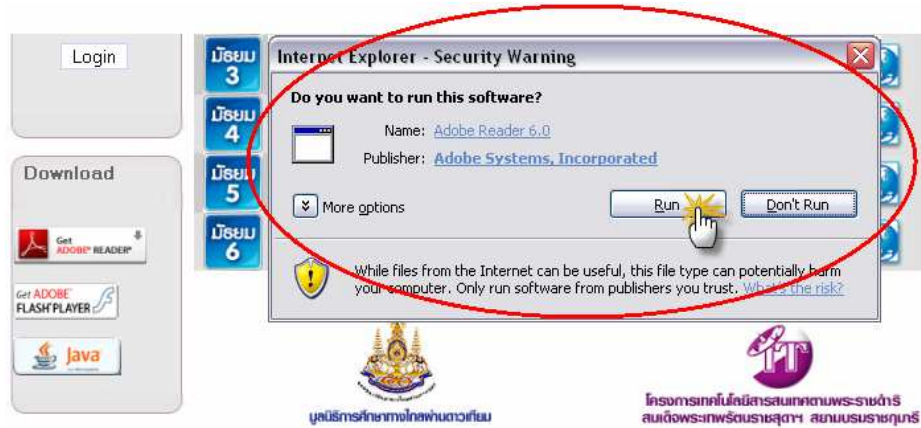 Login
มัธยม
3
มัธยม
4
มัธยม
5
มัธยม
6
Internet Explorer - Security Warning
Do you want to run this software?
Name: Adobe Reader 6.0
Publisher: Adobe Systems, Incorporated
More options
Run
Don't Run
While files from the Internet can be useful, this file type can potentially harm
your computer. Only run software from publishers you trust. What's the risk?
Download
Get
ADOBE® READER®
Get ADOBE®
FLASH® PLAYER
Java
มูลนิธิการศึกษาทางไกลผ่านดาวเทียม
IT
โครงการเทคโนโลยีสารสนเทศตามพระราชดำริ
สมเด็จพระเทพรัตนราชสุดาฯ สยามบรมราชกุมารี